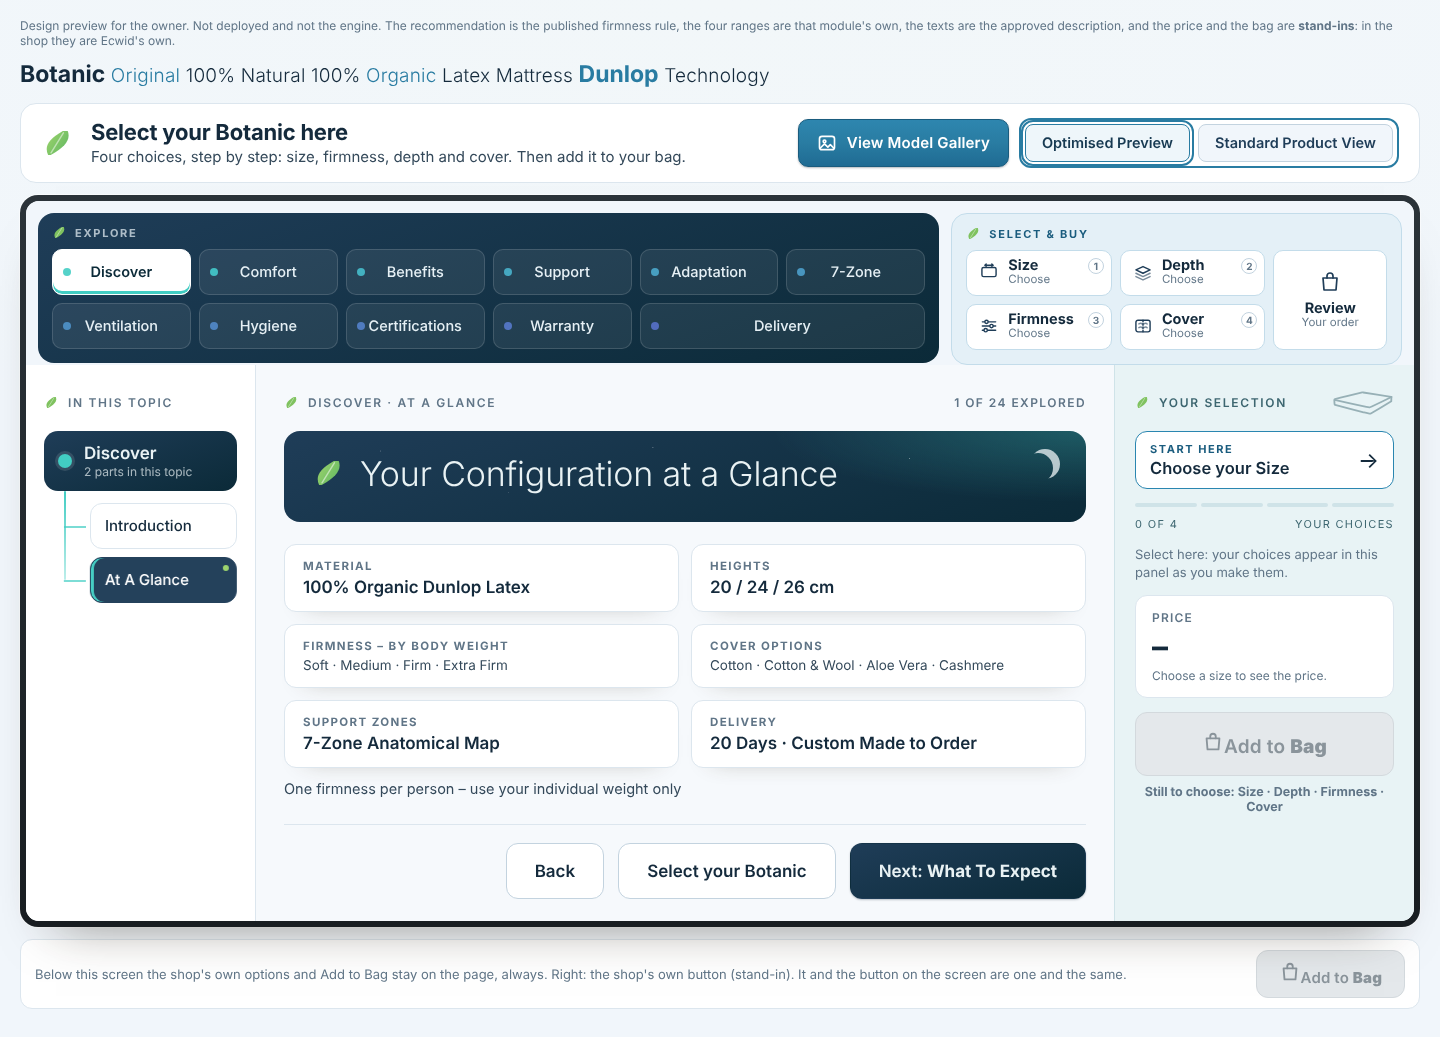 Design preview for the owner. Not deployed and not the engine. The recommendation is the published firmness rule, the four ranges are that module's own, the texts are the approved description, and the price and the bag are stand-ins: in the
shop they are Ecwid's own.
Botanic Original 100% Natural 100% Organic Latex Mattress Dunlop Technology
Select your Botanic here
Four choices, step by step: size, firmness, depth and cover. Then add it to your bag.
View Model Gallery
Optimised Preview
Standard Product View
EXPLORE
Discover
Comfort
Benefits
Support
Adaptation
7-Zone
Ventilation
Hygiene
Certifications
Warranty
Delivery
SELECT & BUY
Size
Choose
1
Depth
Choose
2
Firmness
Choose
3
Cover
Choose
4
Review
Your order
IN THIS TOPIC
Discover
2 parts in this topic
Introduction
At A Glance
DISCOVER · AT A GLANCE
1 OF 24 EXPLORED
Your Configuration at a Glance
MATERIAL
100% Organic Dunlop Latex
HEIGHTS
20 / 24 / 26 cm
FIRMNESS – BY BODY WEIGHT
Soft · Medium · Firm · Extra Firm
COVER OPTIONS
Cotton · Cotton & Wool · Aloe Vera · Cashmere
SUPPORT ZONES
7-Zone Anatomical Map
DELIVERY
20 Days · Custom Made to Order
One firmness per person – use your individual weight only
Back
Select your Botanic
Next: What To Expect
YOUR SELECTION
START HERE
Choose your Size
0 OF 4
YOUR CHOICES
Select here: your choices appear in this
panel as you make them.
PRICE
–
Choose a size to see the price.
Add to Bag
Still to choose: Size · Depth · Firmness ·
Cover
Below this screen the shop's own options and Add to Bag stay on the page, always. Right: the shop's own button (stand-in). It and the button on the screen are one and the same.
Add to Bag